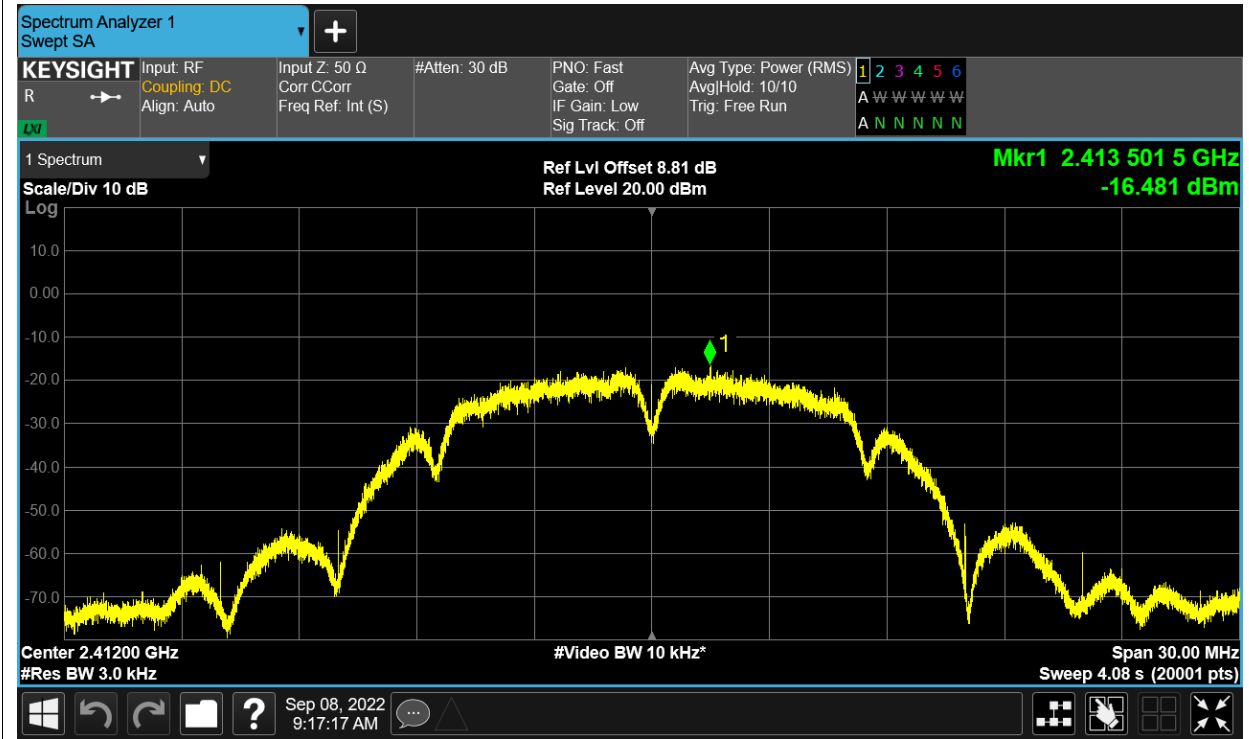 Spectrum Analyzer 1
Swept SA
+
KEYSIGHT
R
LXI
Input: RF
Coupling: DC
Align: Auto
Input Z: 50 Ω
Corr CCorr
Freq Ref: Int (S)
#Atten: 30 dB
PNO: Fast
Gate: Off
IF Gain: Low
Sig Track: Off
Avg Type: Power (RMS)
Avg|Hold: 10/10
Trig: Free Run
1 2 3 4 5 6
A W W W W W
A N N N N N
1 Spectrum
Scale/Div 10 dB
Log
Ref Lvl Offset 8.81 dB
Ref Level 20.00 dBm
Mkr1 2.413 501 5 GHz
-16.481 dBm
10.0
0.00
-10.0
-20.0
-30.0
-40.0
-50.0
-60.0
-70.0
1
Center 2.41200 GHz
#Res BW 3.0 kHz
#Video BW 10 kHz*
Span 30.00 MHz
Sweep 4.08 s (20001 pts)
?
Sep 08, 2022
9:17:17 AM